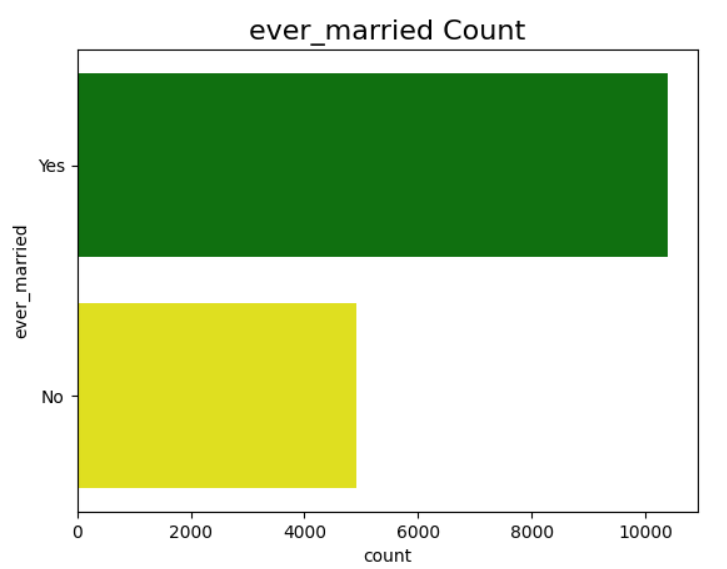 ever_married Count
Yes
No
ever_married
0 2000 4000 6000 8000 10000
count